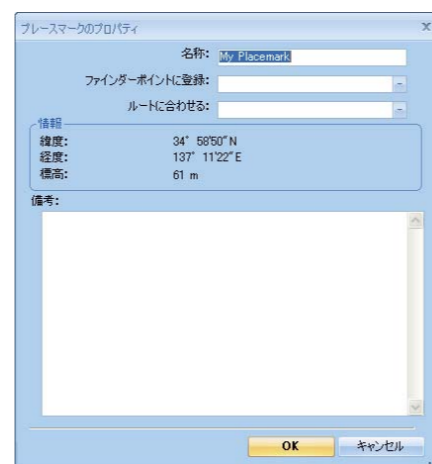 プレースマークのプロパティ x
名称: My Placemark
ファインダーポイントに登録:
ルートに合わせる:
情報
緯度: 34° 58'50"N
経度: 137° 11'22"E
標高: 61 m
備考:
OK キャンセル